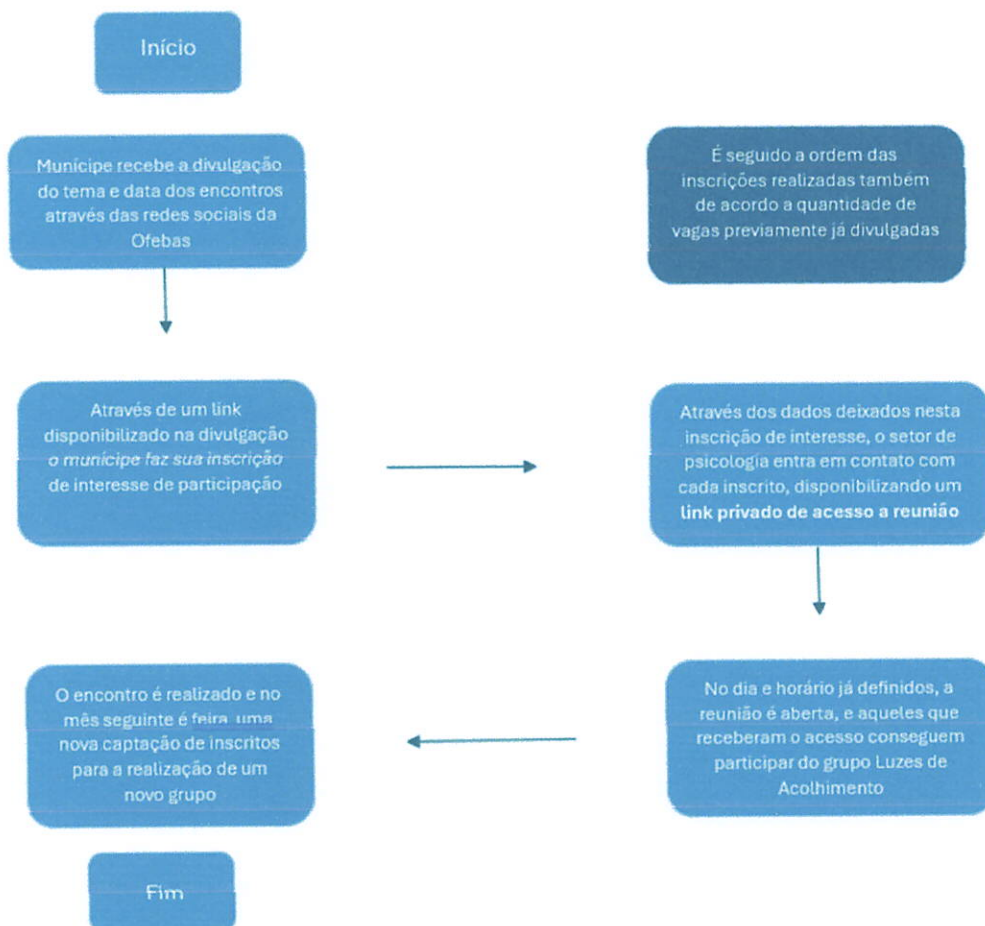 Início
Munícipe recebe a divulgação
do tema e data dos encontros
através das redes sociais da
Ofebas
É seguido a ordem das
inscrições realizadas também
de acordo a quantidade de
vagas previamente já divulgadas
Através de um link
disponibilizado na divulgação
o munícipe faz sua inscrição
de interesse de participação
Através dos dados deixados nesta
inscrição de interesse, o setor de
psicologia entra em contato com
cada inscrito, disponibilizando um
link privado de acesso a reunião
No dia e horário já definidos, a
reunião é aberta, e aqueles que
receberam o acesso conseguem
participar do grupo Luzes de
Acolhimento
O encontro é realizado e no
mês seguinte é feira, uma
nova captação de inscritos
para a realização de um
novo grupo
Fim